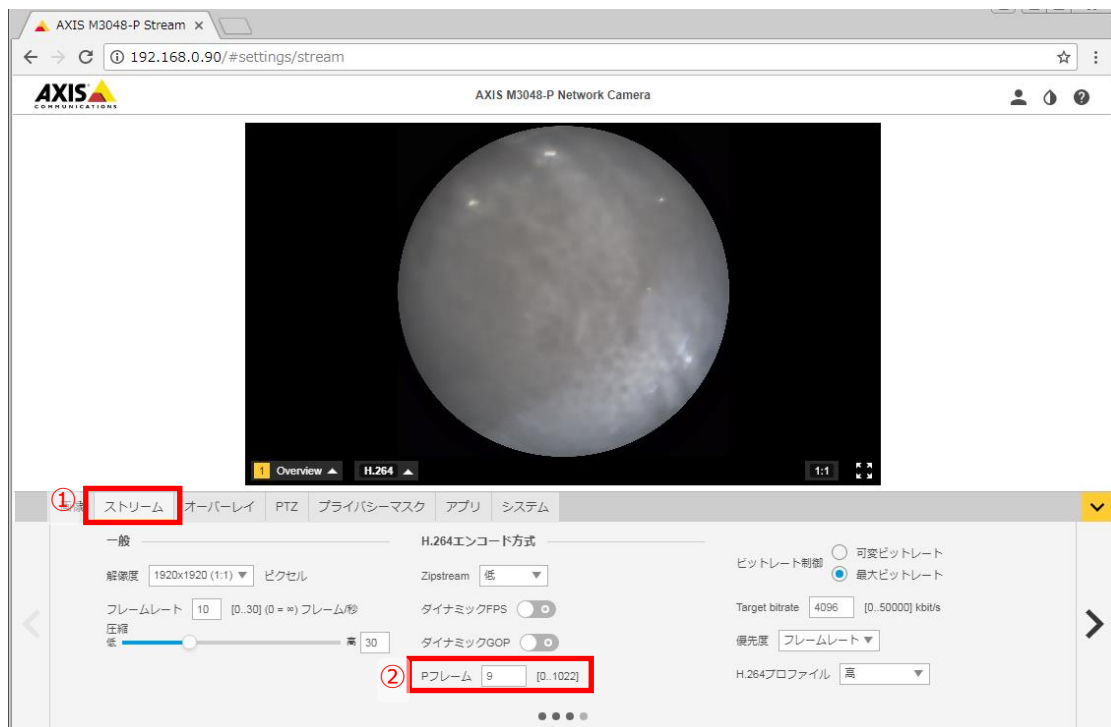 AXIS M3048-P Stream ×
192.168.0.90/#settings/stream
AXIS
COMMUNICATIONS
AXIS M3048-P Network Camera
1 Overview H.264 1:1
① ストリーム オーバーレイ PTZ プライバシーマスク アプリ システム
一般
解像度 1920x1920 (1:1) ピクセル
フレームレート 10 [0..30] (0 = ∞) フレーム/秒
圧縮
低 高 30
H.264エンコード方式
Zipstream 低
ダイナミックFPS
ダイナミックGOP
② Pフレーム 9 [0..1022]
ビットレート制御 可変ビットレート
最大ビットレート
Target bitrate 4096 [0..50000] kbit/s
優先度 フレームレート
H.264プロファイル 高